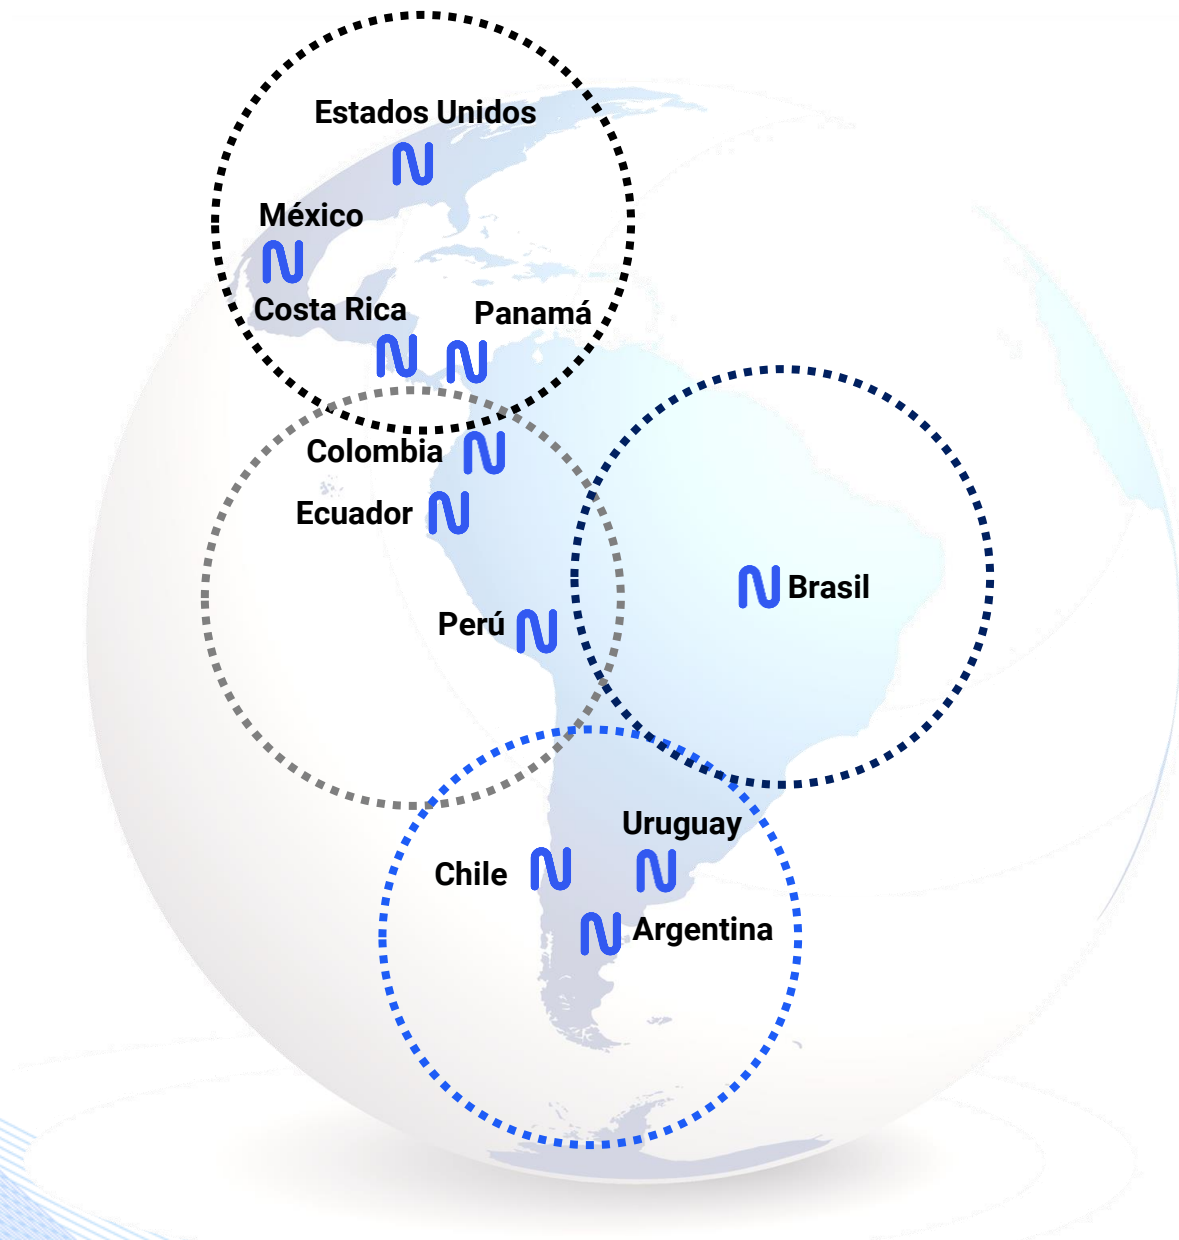 Estados Unidos
México
Costa Rica
Panamá
Colombia
Ecuador
Perú
Brasil
Uruguay
Chile
Argentina